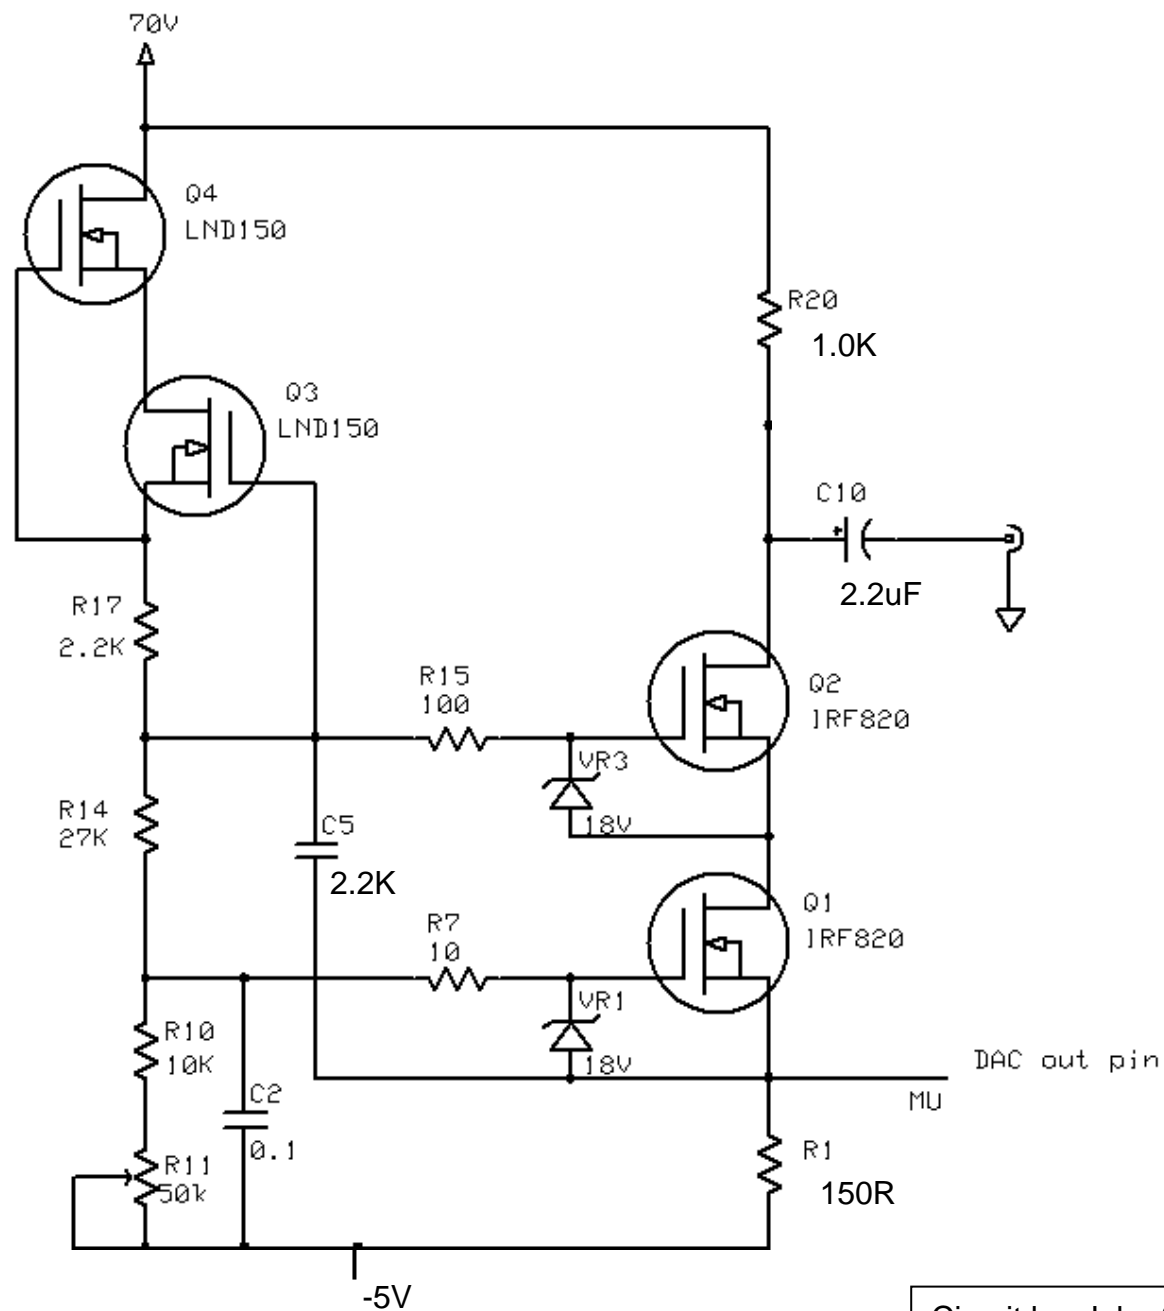 70V
Q4
LND150
R20
1.0K
Q3
LND150
C10
+
2.2uF
R17
2.2K
R15
100
Q2
IRF820
VR3
18V
R14
27K
C5
2.2K
R7
10
Q1
IRF820
VR1
18V
R10
10K
DAC out pin
MU
C2
0.1
R11
50k
R1
150R
-5V